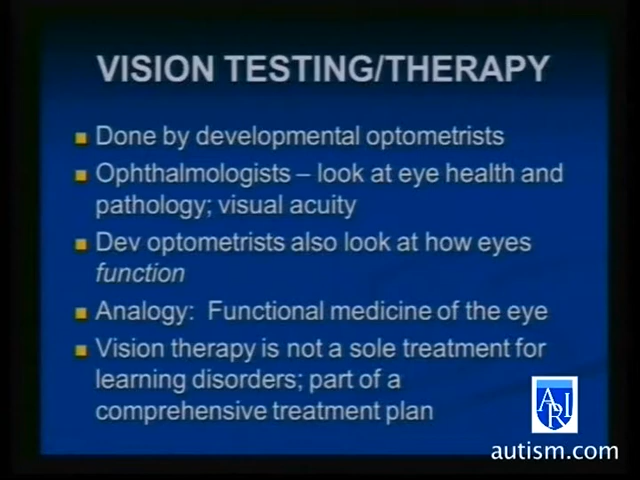 VISION TESTING/THERAPY
■ Done by developmental optometrists
■ Ophthalmologists – look at eye health and
pathology; visual acuity
■ Dev optometrists also look at how eyes
function
■ Analogy:  Functional medicine of the eye
■ Vision therapy is not a sole treatment for
learning disorders; part of a
comprehensive treatment plan
ARI
autism.com